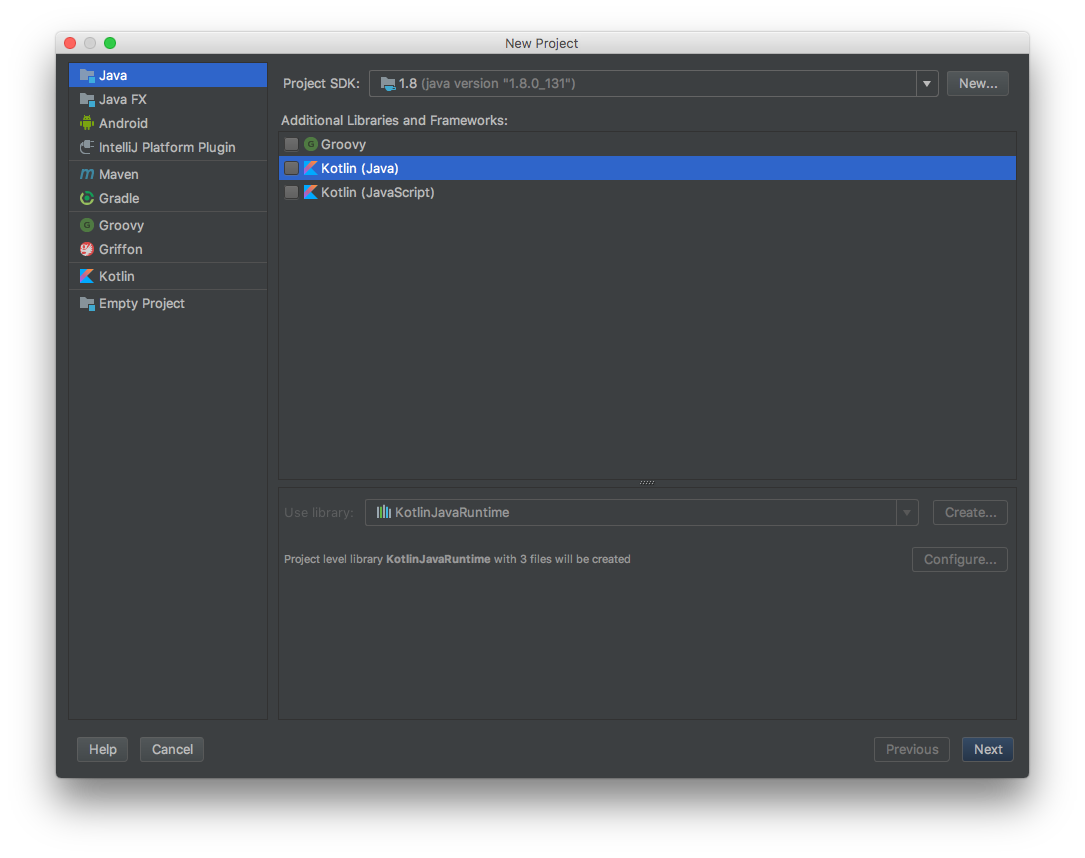 New Project
Java
Java FX
Android
IntelliJ Platform Plugin
Maven
Gradle
Groovy
Griffon
Kotlin
Empty Project
Project SDK: 1.8 (java version "1.8.0_131") New...
Additional Libraries and Frameworks:
Groovy
Kotlin (Java)
Kotlin (JavaScript)
Use library: KotlinJavaRuntime Create...
Project level library KotlinJavaRuntime with 3 files will be created Configure...
Help Cancel Previous Next